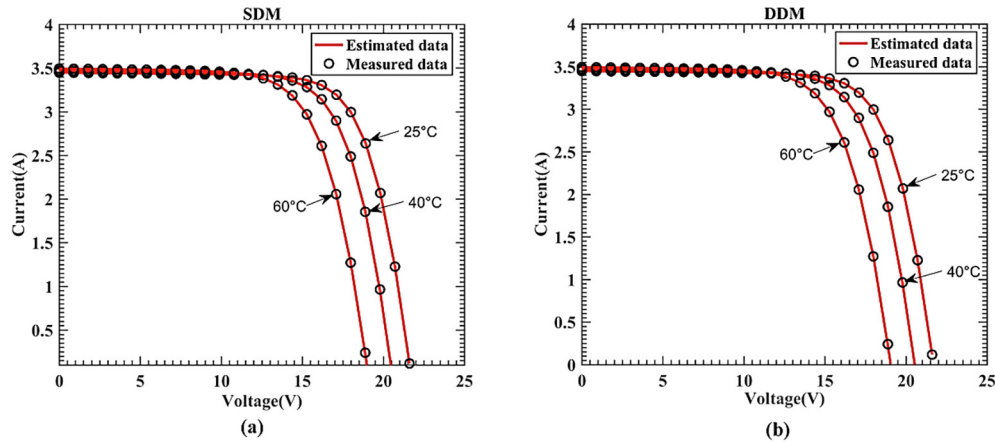 SDM
4
3.5
3
2.5
2
1.5
1
0.5
0 5 10 15 20 25
Current(A)
Voltage(V)
Estimated data
Measured data
25°C
40°C
60°C
(a)
DDM
4
3.5
3
2.5
2
1.5
1
0.5
0
0 5 10 15 20 25
Current(A)
Voltage(V)
Estimated data
Measured data
60°C
25°C
40°C
(b)